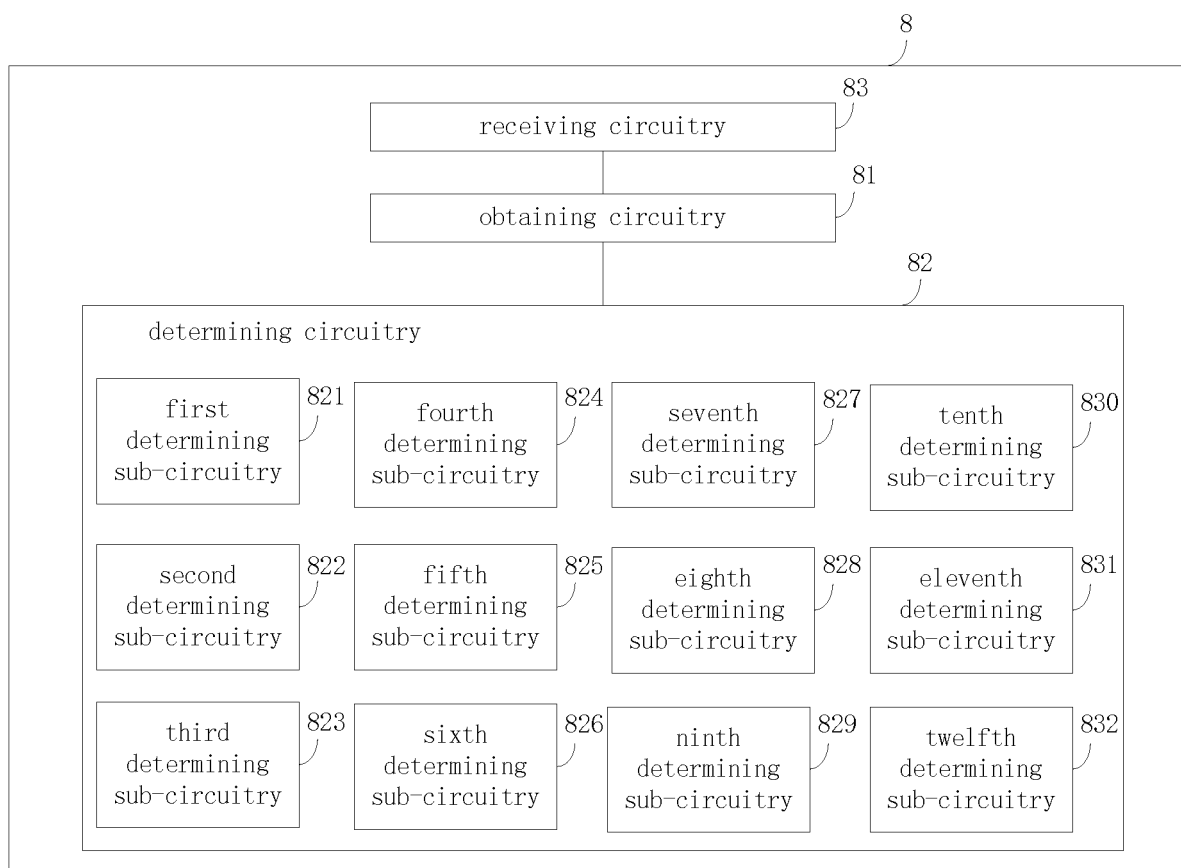 8
83
receiving circuitry
81
obtaining circuitry
82
determining circuitry
821
first
determining
sub-circuitry
824
fourth
determining
sub-circuitry
827
seventh
determining
sub-circuitry
830
tenth
determining
sub-circuitry
822
second
determining
sub-circuitry
825
fifth
determining
sub-circuitry
828
eighth
determining
sub-circuitry
831
eleventh
determining
sub-circuitry
823
third
determining
sub-circuitry
826
sixth
determining
sub-circuitry
829
ninth
determining
sub-circuitry
832
twelfth
determining
sub-circuitry